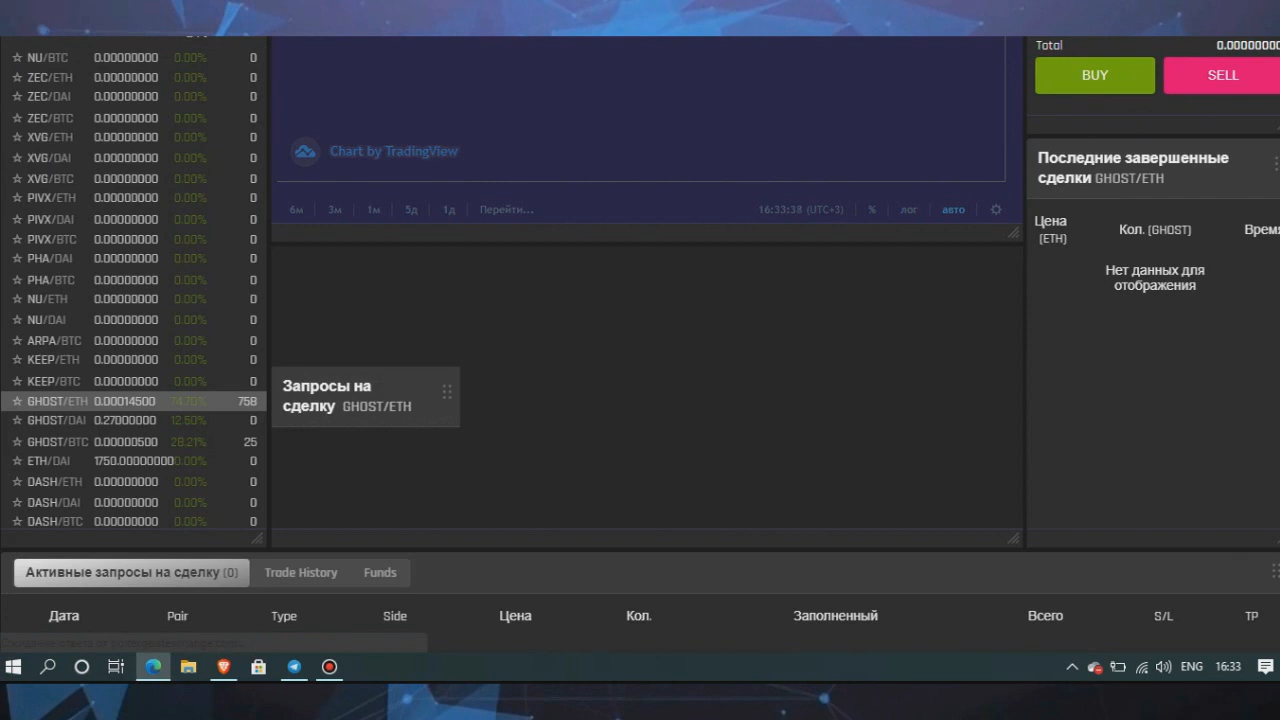 NU/BTC 0.00000000 0.00% 0
ZEC/ETH 0.00000000 0.00% 0
ZEC/DAI 0.00000000 0.00% 0
ZEC/BTC 0.00000000 0.00% 0
XVG/ETH 0.00000000 0.00% 0
XVG/DAI 0.00000000 0.00% 0
XVG/BTC 0.00000000 0.00% 0
PIVX/ETH 0.00000000 0.00% 0
PIVX/DAI 0.00000000 0.00% 0
PIVX/BTC 0.00000000 0.00% 0
PHA/DAI 0.00000000 0.00% 0
PHA/BTC 0.00000000 0.00% 0
NU/ETH 0.00000000 0.00% 0
NU/DAI 0.00000000 0.00% 0
ARPA/BTC 0.00000000 0.00% 0
KEEP/ETH 0.00000000 0.00% 0
KEEP/BTC 0.00000000 0.00% 0
GHOST/ETH 0.00014500 74.70% 758
GHOST/DAI 0.27000000 12.50% 0
GHOST/BTC 0.00000500 28.21% 25
ETH/DAI 1750.00000000 0.00% 0
DASH/ETH 0.00000000 0.00% 0
DASH/DAI 0.00000000 0.00% 0
DASH/BTC 0.00000000 0.00% 0
Chart by TradingView
6м 3м 1м 5д 1д Перейти... 16:33:38 (UTC+3) % лог авто
Запросы на
сделку GHOST/ETH
Total 0.0000000
BUY SELL
Последние завершенные
сделки GHOST/ETH
Цена
(ETH) Кол. (GHOST) Время
Нет данных для
отображения
Активные запросы на сделку (0) Trade History Funds
Дата Pair Type Side Цена Кол. Заполненный Всего S/L TP
ENG 16:33